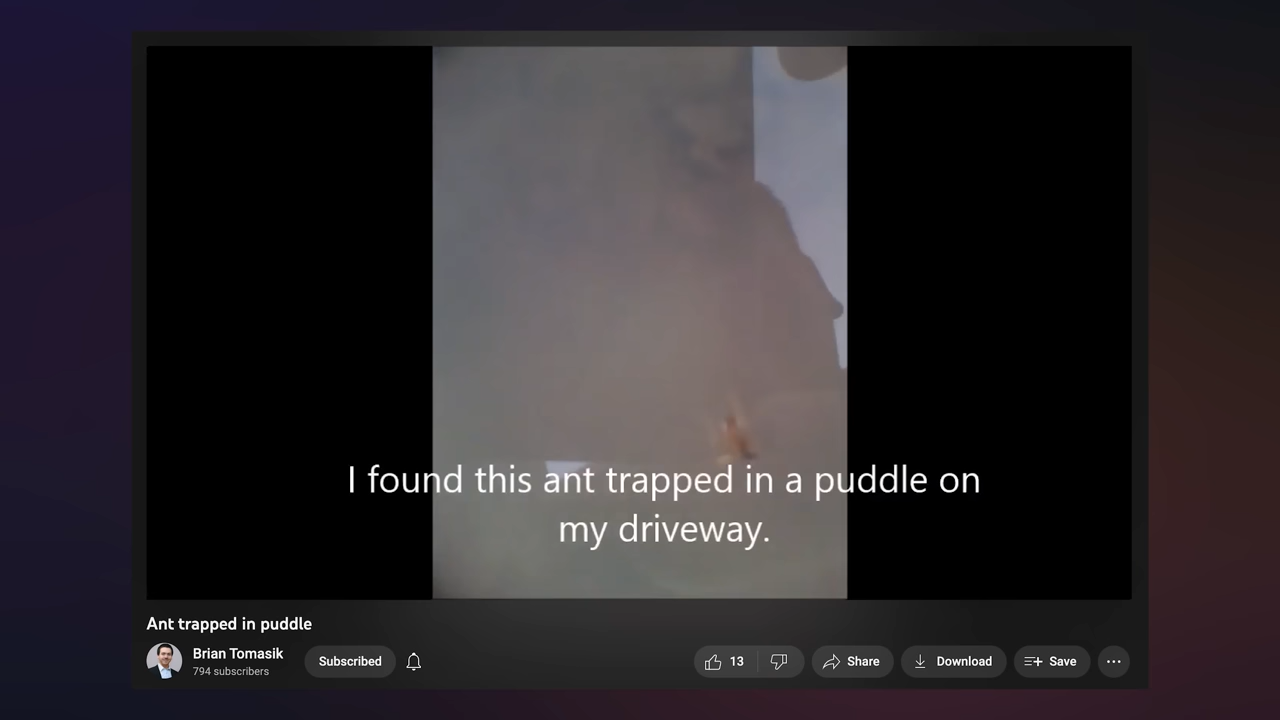 I found this ant trapped in a puddle on
my driveway.
Ant trapped in puddle
Brian Tomasik
794 subscribers
Subscribed
13
Share
Download
Save